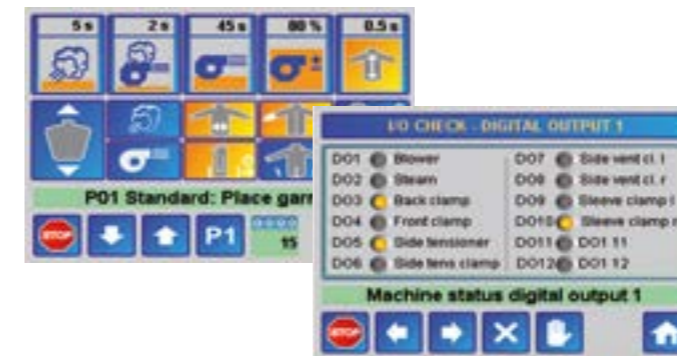 5 s 2 s 45 s 80 % 0.5 s
P01 Standard: Place garm
STOP P1 15
I/O CHECK - DIGITAL OUTPUT 1
DO1 Blower DO7 Side vent cl. l
DO2 Steam DO8 Side vent cl. r
DO3 Back clamp DO9 Sleeve clamp l
DO4 Front clamp DO10 Sleeve clamp r
DO5 Side tensioner DO11 DO1 11
DO6 Side tens clamp DO12 DO1 12
Machine status digital output 1
STOP